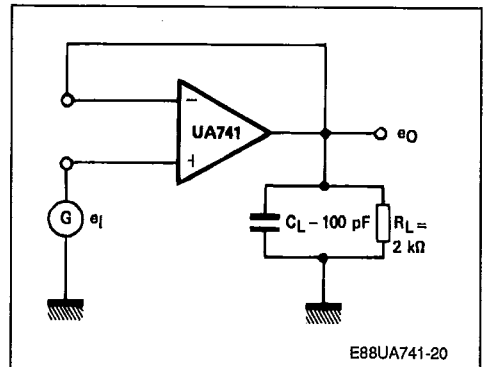 −
UA741
+
eO
G eI
CL − 100 pF RL =
2 kΩ
E88UA741-20